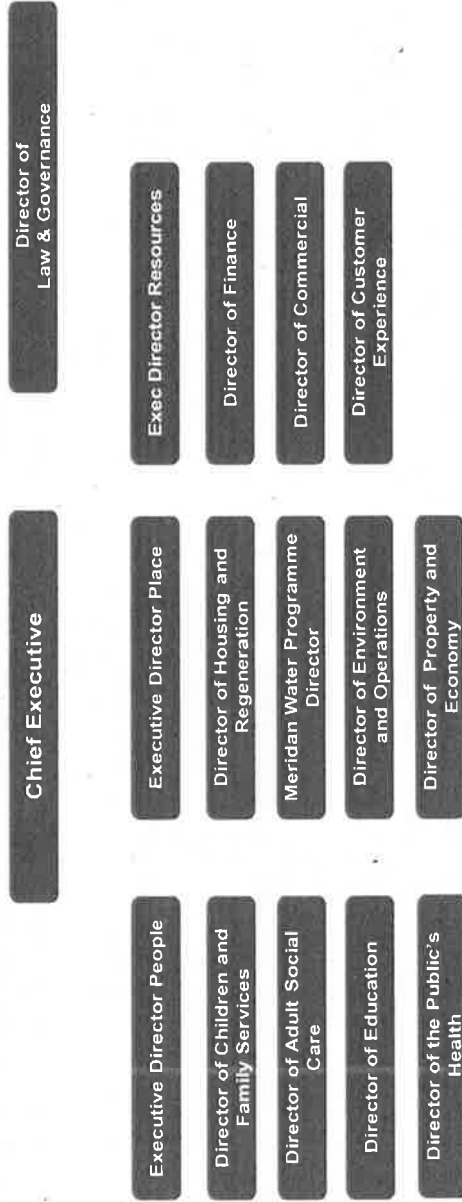 Chief Executive
Director of
Law & Governance
Executive Director People
Director of Children and
Family Services
Director of Adult Social
Care
Director of Education
Director of the Public's
Health
Executive Director Place
Director of Housing and
Regeneration
Meridan Water Programme
Director
Director of Environment
and Operations
Director of Property and
Economy
Exec Director Resources
Director of Finance
Director of Commercial
Director of Customer
Experience